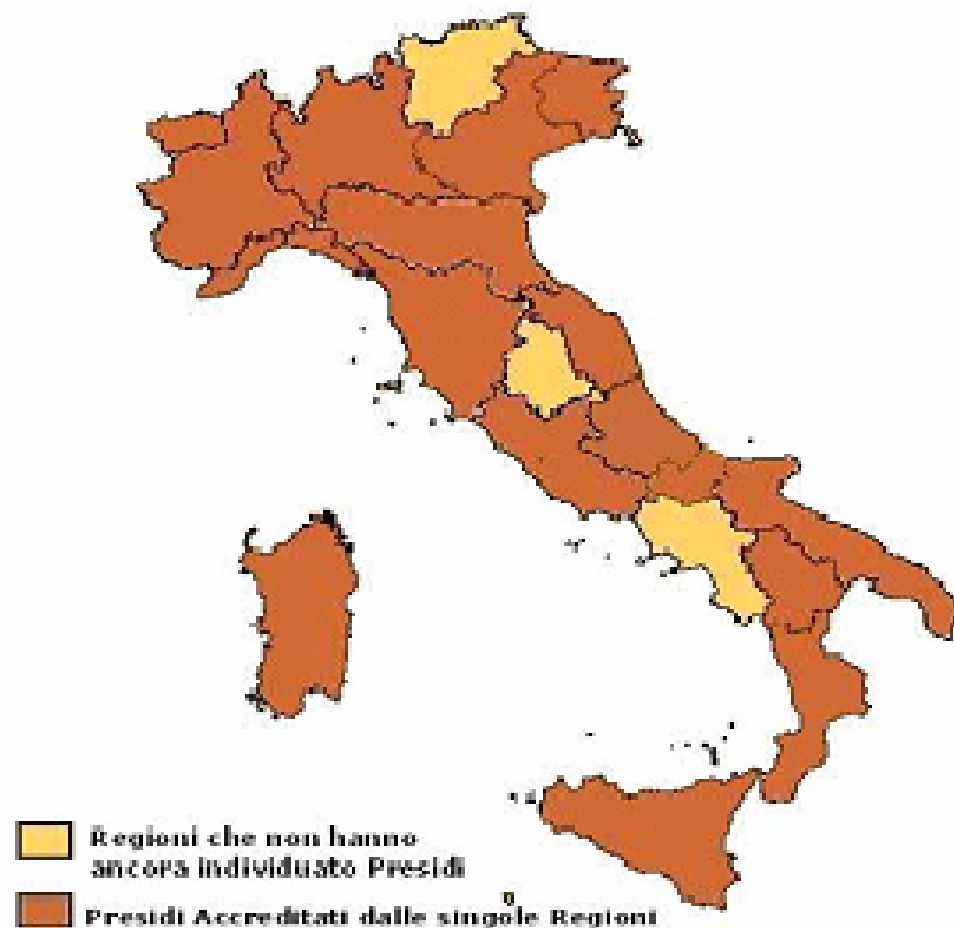 Regioni che non hanno
ancora individuato Presidi
Presidi Accreditati dalle singole Regioni